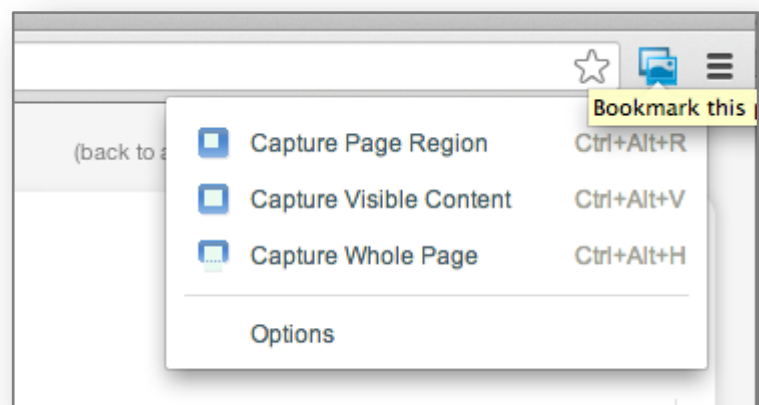 Bookmark this
(back to a
Capture Page Region Ctrl+Alt+R
Capture Visible Content Ctrl+Alt+V
Capture Whole Page Ctrl+Alt+H
Options